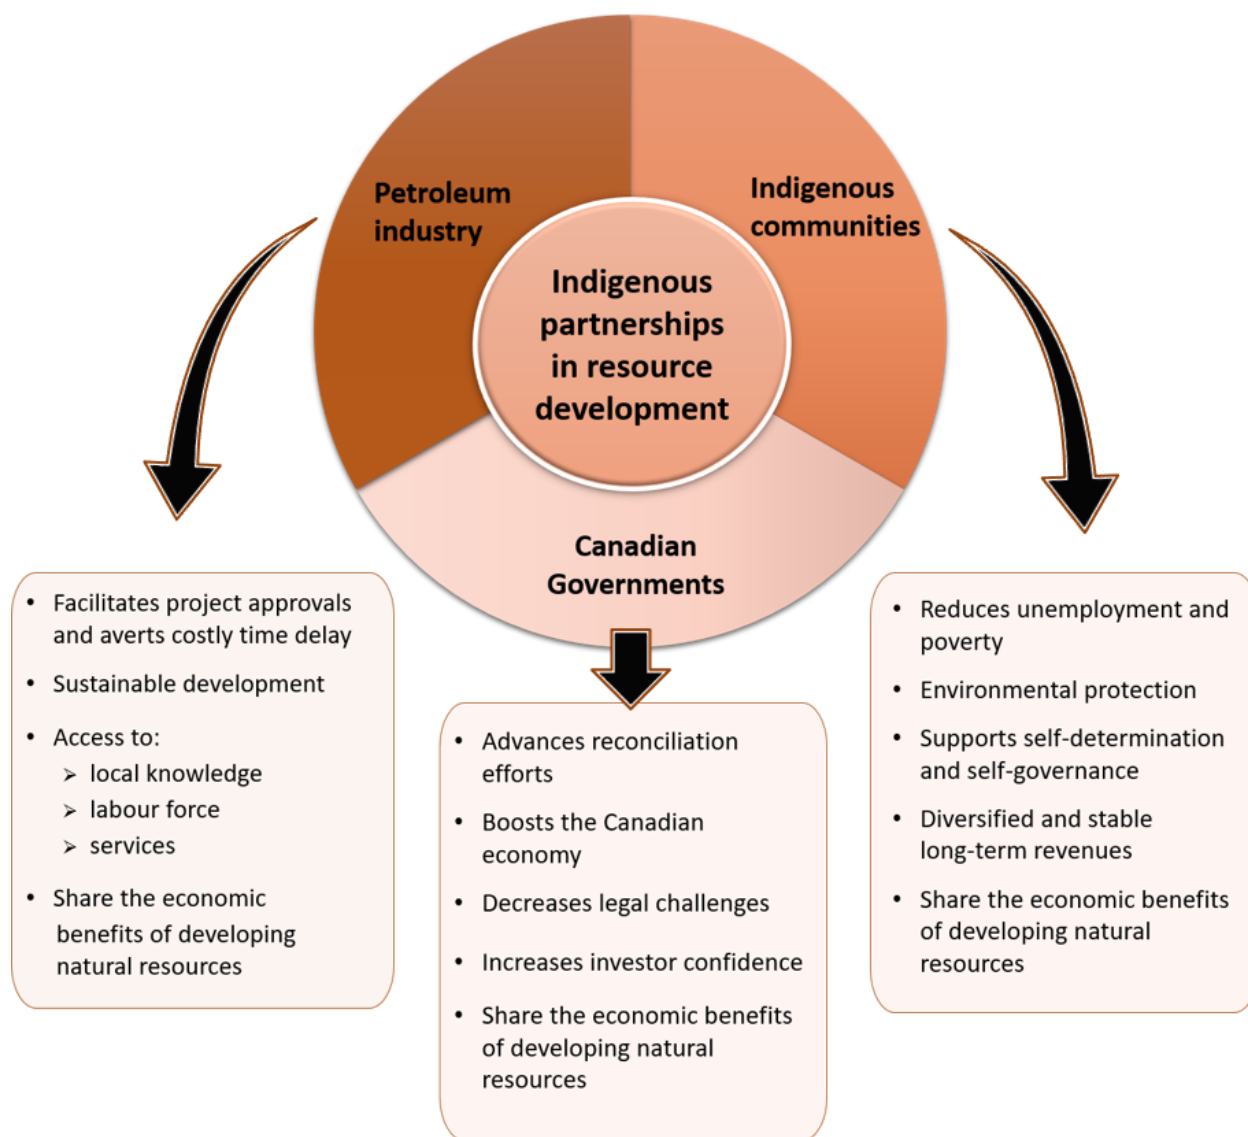 Petroleum
industry
Indigenous
communities
Indigenous
partnerships
in resource
development
Canadian
Governments
• Facilitates project approvals
and averts costly time delay
• Sustainable development
• Access to:
➢ local knowledge
➢ labour force
➢ services
• Share the economic
benefits of developing
natural resources
• Advances reconciliation
efforts
• Boosts the Canadian
economy
• Decreases legal challenges
• Increases investor confidence
• Share the economic benefits
of developing natural
resources
• Reduces unemployment and
poverty
• Environmental protection
• Supports self-determination
and self-governance
• Diversified and stable
long-term revenues
• Share the economic benefits
of developing natural
resources